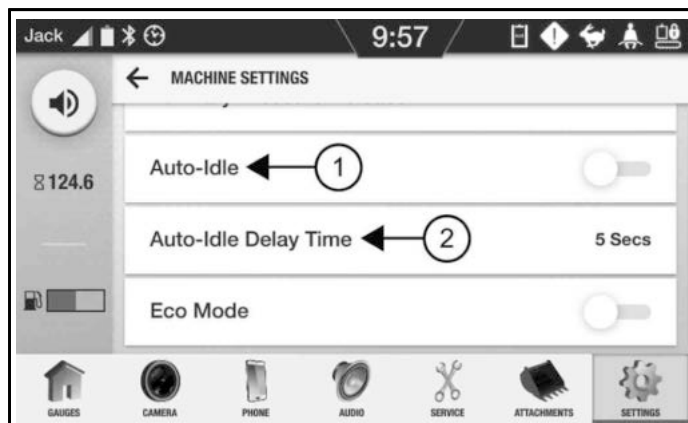 Jack 9:57
MACHINE SETTINGS
124.6
Auto-Idle 1
Auto-Idle Delay Time 2 5 Secs
Eco Mode
GAUGES CAMERA PHONE AUDIO SERVICE ATTACHMENTS SETTINGS